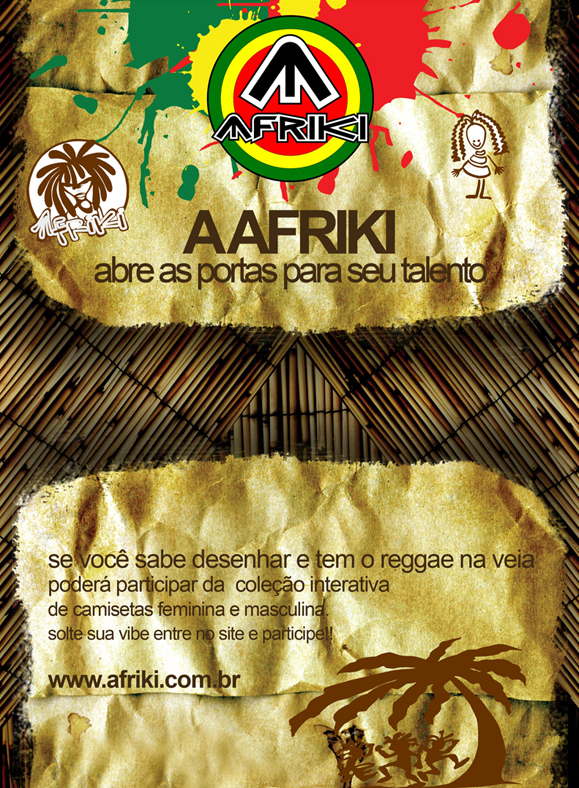 AFRIKI
AFRIKI
A AFRIKI
abre as portas para seu talento
se você sabe desenhar e tem o reggae na veia
poderá participar da coleção interativa
de camisetas feminina e masculina.
solte sua vibe entre no site e participe!!
www.afriki.com.br